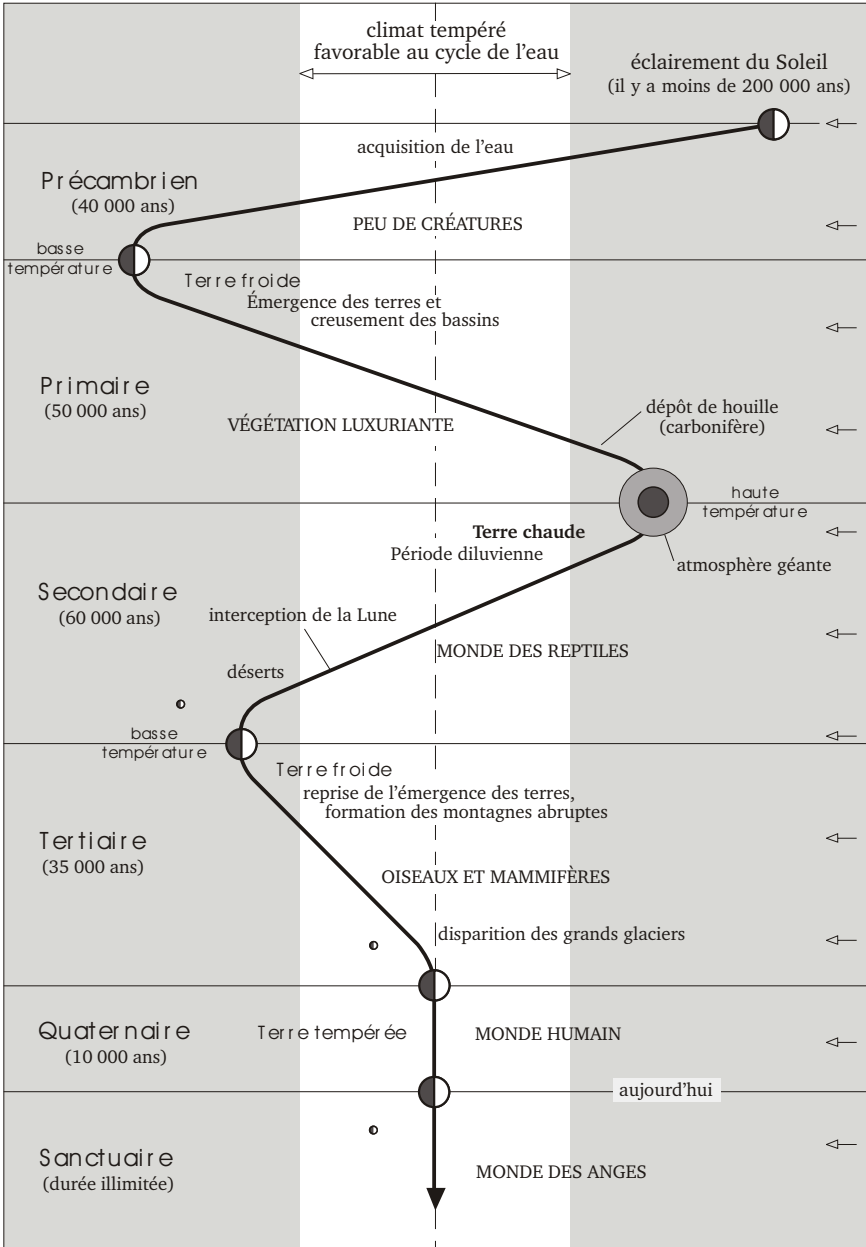 climat tempéré
favorable au cycle de l’eau
éclairement du Soleil
(il y a moins de 200 000 ans)
acquisition de l’eau
Précambrien
(40 000 ans)
PEU DE CRÉATURES
basse
température
Terre froide
Émergence des terres et
creusement des bassins
Primaire
(50 000 ans)
VÉGÉTATION LUXURIANTE
dépôt de houille
(carbonifère)
haute
température
Terre chaude
Période diluvienne
atmosphère géante
Secondaire
(60 000 ans)
interception de la Lune
MONDE DES REPTILES
déserts
basse
température
Terre froide
reprise de l’émergence des terres,
formation des montagnes abruptes
Tertiaire
(35 000 ans)
OISEAUX ET MAMMIFÈRES
disparition des grands glaciers
Quaternaire
(10 000 ans)
Terre tempérée
MONDE HUMAIN
aujourd’hui
Sanctuaire
(durée illimitée)
MONDE DES ANGES